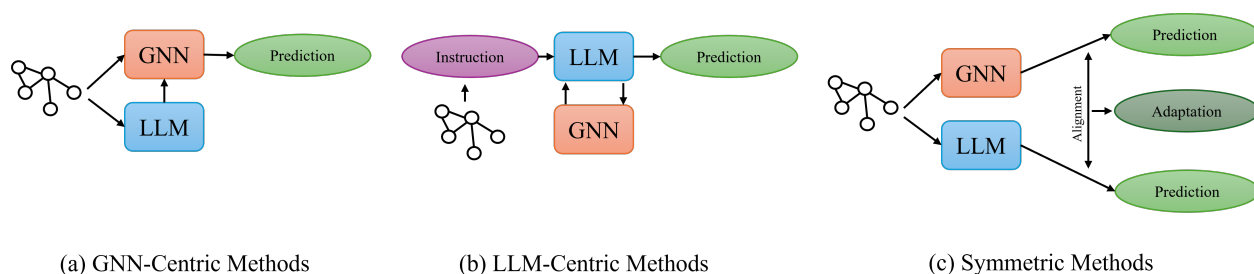 GNN
Prediction
LLM
(a) GNN-Centric Methods
Instruction
LLM
Prediction
GNN
(b) LLM-Centric Methods
Prediction
GNN
Alignment
Adaptation
LLM
Prediction
(c) Symmetric Methods